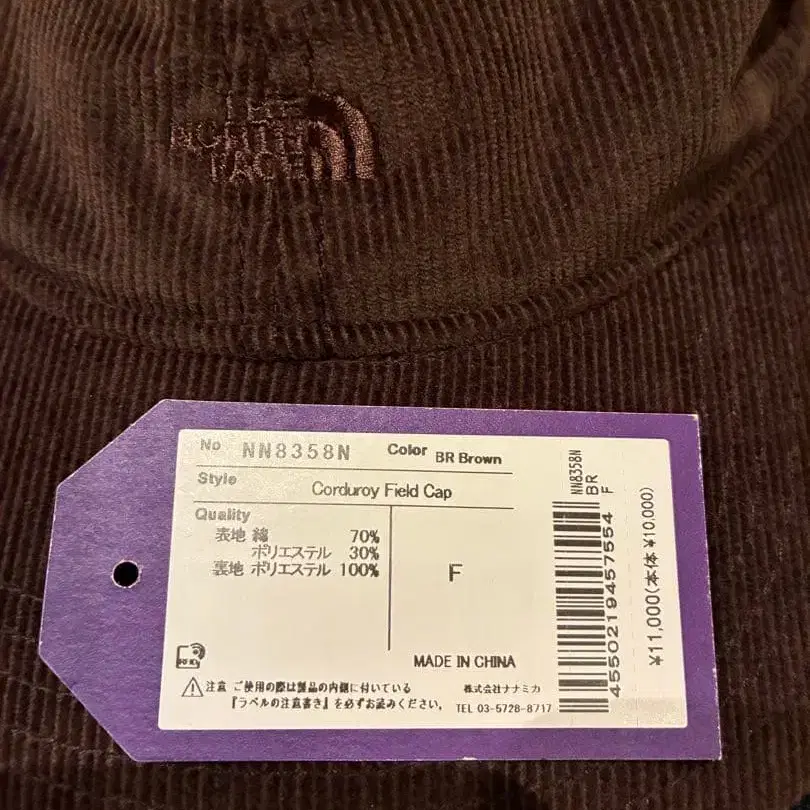 THE
NORTH
FACE
No NN8358N Color BR Brown
Style Corduroy Field Cap
Quality
表地 綿 70%
ポリエステル 30%
裏地 ポリエステル 100%
F
MADE IN CHINA
⚠注意 ご使用の際は製品の内側に付いている
『ラベルの注意書き』を必ずお読みください。
株式会社ナナミカ
TEL 03-5728-8717
NN8358N
BR
F
4550219457554
¥11,000(本体 ¥10,000)